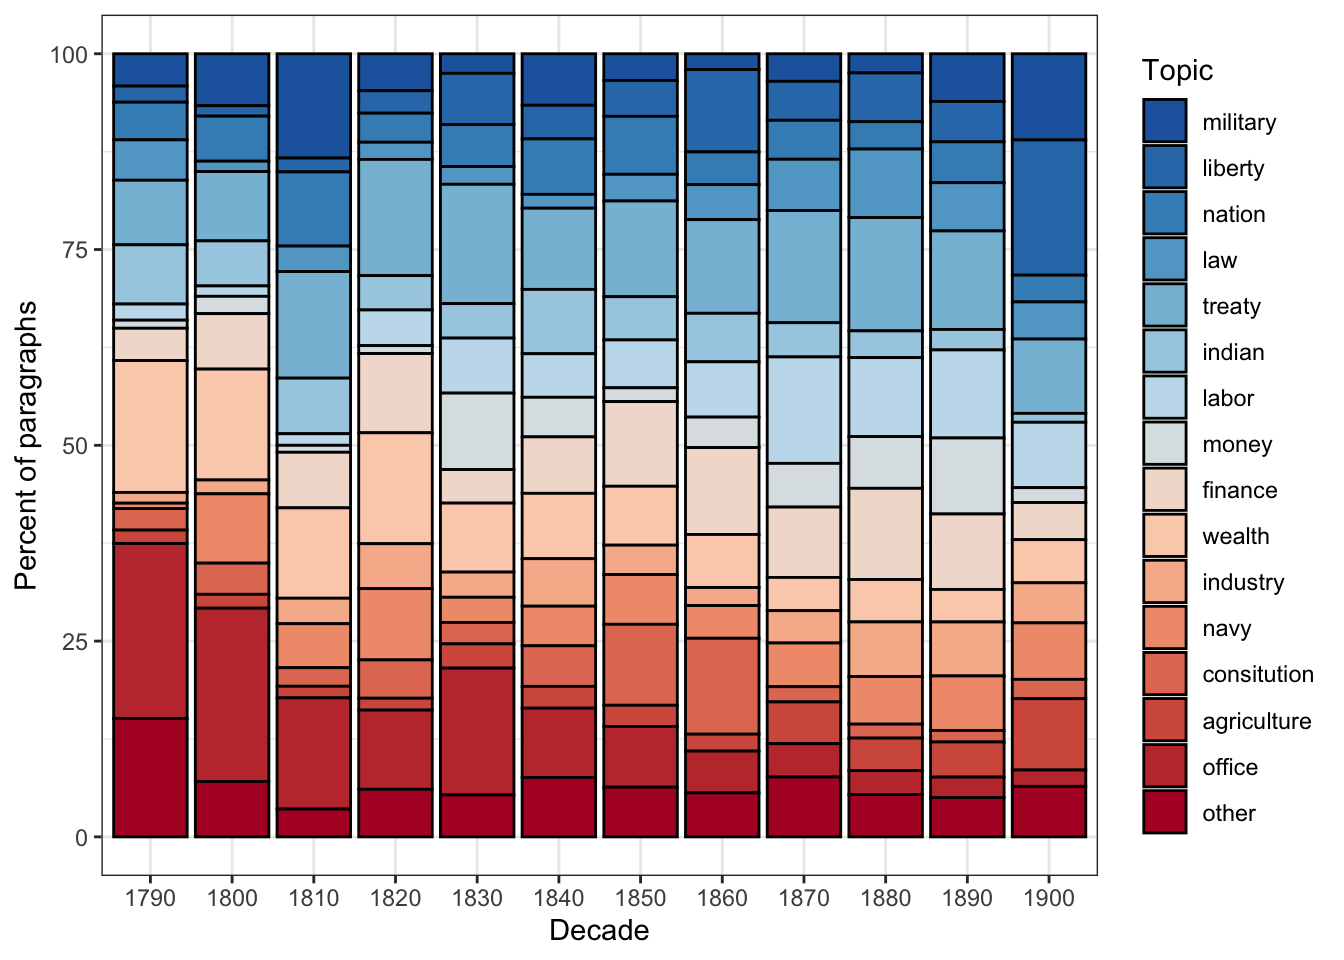 100
75
50
25
0
Percent of paragraphs
1790 1800 1810 1820 1830 1840 1850 1860 1870 1880 1890 1900
Decade
Topic
military
liberty
nation
law
treaty
indian
labor
money
finance
wealth
industry
navy
consitution
agriculture
office
other